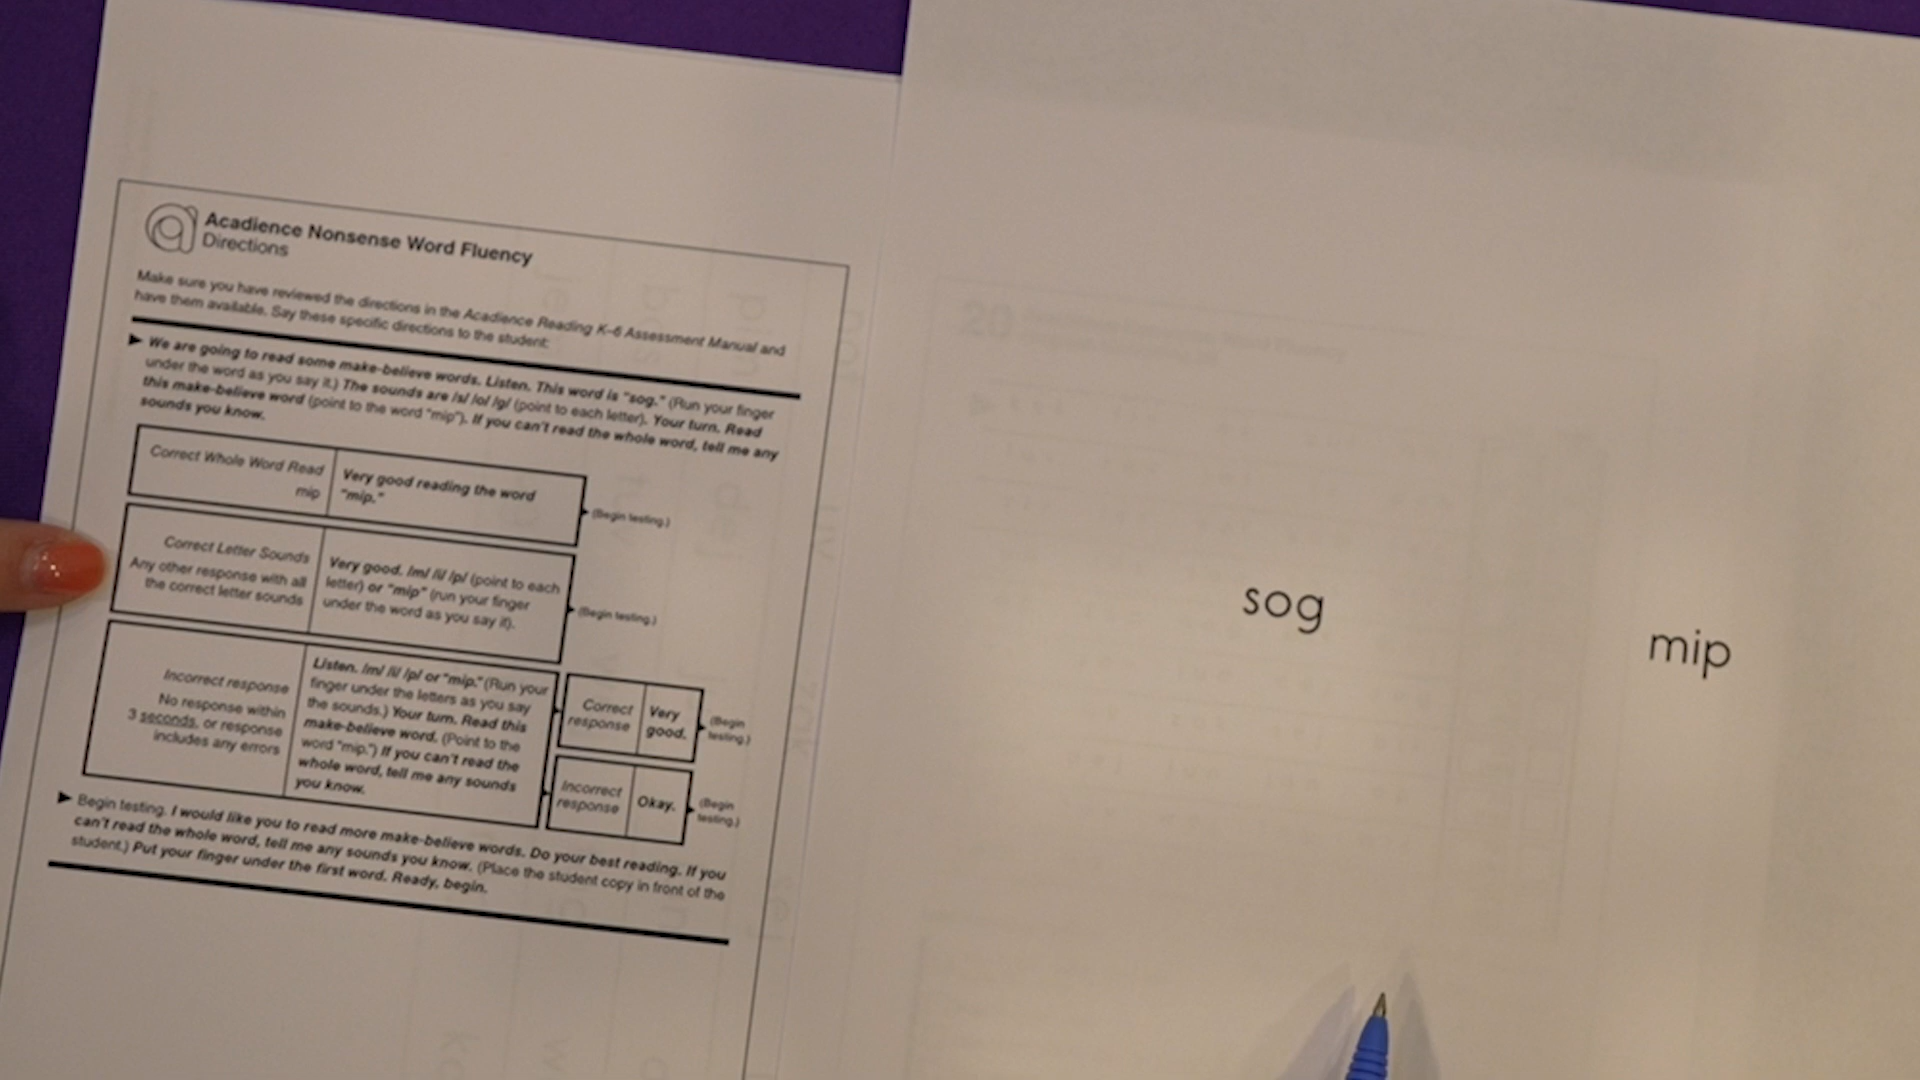 Acadience Nonsense Word Fluency
Directions
Make sure you have reviewed the directions in the Acadience Reading K–6 Assessment Manual and
have them available. Say these specific directions to the student:
► We are going to read some make-believe words. Listen. This word is "sog." (Run your finger
under the word as you say it.) The sounds are /s/ /o/ /g/ (point to each letter). Your turn. Read
this make-believe word (point to the word "mip"). If you can't read the whole word, tell me any
sounds you know.
Correct Whole Word Read
mip
Very good reading the word
"mip."
(Begin testing.)
Correct Letter Sounds
Any other response with all
the correct letter sounds
Very good. /m/ /i/ /p/ (point to each
letter) or "mip" (run your finger
under the word as you say it).
(Begin testing.)
Incorrect response
No response within
3 seconds, or response
includes any errors
Listen. /m/ /i/ /p/ or "mip." (Run your
finger under the letters as you say
the sounds.) Your turn. Read this
make-believe word. (Point to the
word "mip.") If you can't read the
whole word, tell me any sounds
you know.
Correct
response
Very
good.
(Begin
testing.)
Incorrect
response
Okay.
(Begin
testing.)
► Begin testing. I would like you to read more make-believe words. Do your best reading. If you
can't read the whole word, tell me any sounds you know. (Place the student copy in front of the
student.) Put your finger under the first word. Ready, begin.
sog
mip